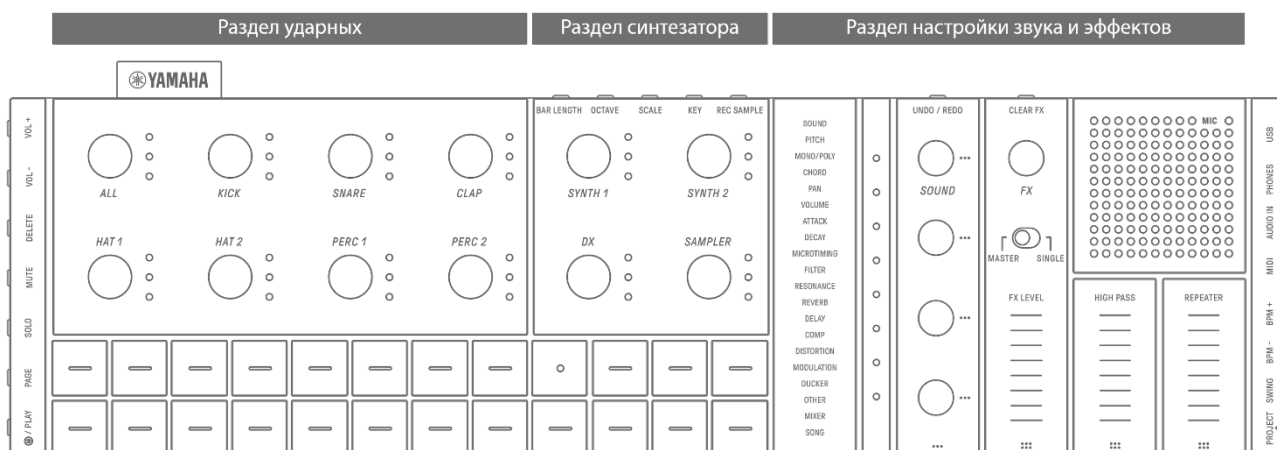 Раздел ударных
Раздел синтезатора
Раздел настройки звука и эффектов
YAMAHA
VOL +
VOL -
DELETE
MUTE
SOLO
PAGE
/ PLAY
ALL
KICK
SNARE
CLAP
HAT 1
HAT 2
PERC 1
PERC 2
BAR LENGTH
OCTAVE
SCALE
KEY
REC SAMPLE
SYNTH 1
SYNTH 2
DX
SAMPLER
SOUND
PITCH
MONO/POLY
CHORD
PAN
VOLUME
ATTACK
DECAY
MICROTIMING
FILTER
RESONANCE
REVERB
DELAY
COMP
DISTORTION
MODULATION
DUCKER
OTHER
MIXER
SONG
UNDO / REDO
SOUND
CLEAR FX
FX
MASTER
SINGLE
FX LEVEL
MIC
HIGH PASS
REPEATER
USB
PHONES
AUDIO IN
MIDI
BPM +
BPM -
SWING
PROJECT